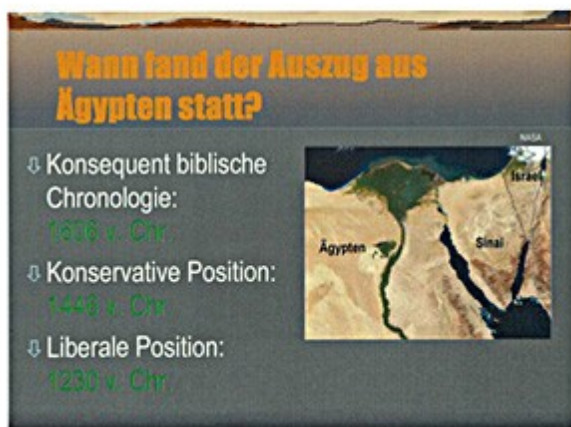 Wann fand der Auszug aus
Ägypten statt?
Konsequent biblische
Chronologie:
1606 v. Chr.
Konservative Position:
1446 v. Chr.
Liberale Position:
1230 v. Chr.
NASA
Israel
Ägypten
Sinai